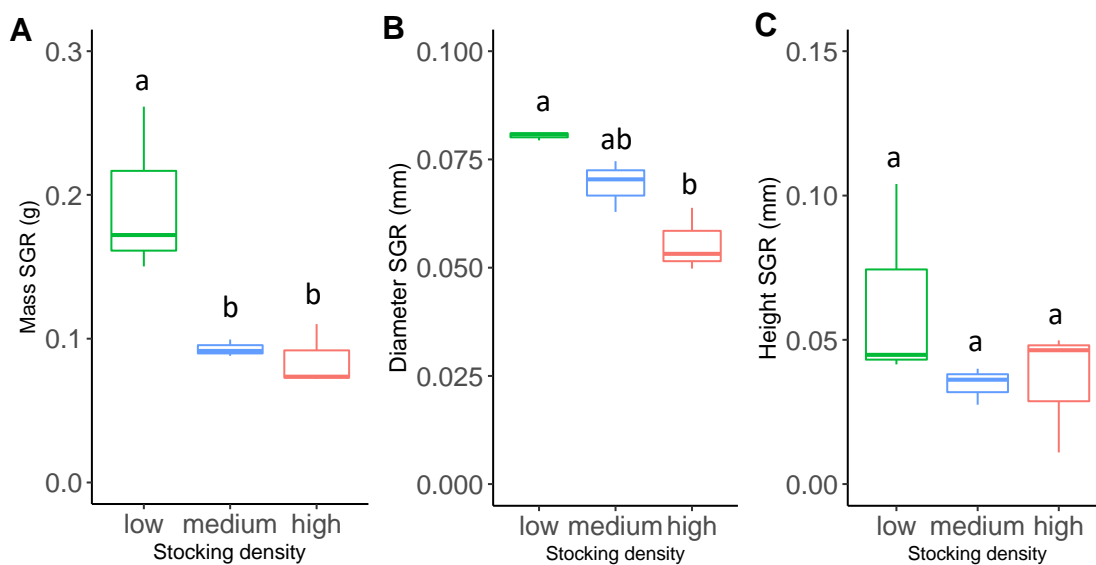 A
Mass SGR (g)
0.3
0.2
0.1
0.0
a
b
b
low medium high
Stocking density
B
Diameter SGR (mm)
0.100
0.075
0.050
0.025
0.000
a
ab
b
low medium high
Stocking density
C
Height SGR (mm)
0.15
0.10
0.05
0.00
a
a
a
low medium high
Stocking density